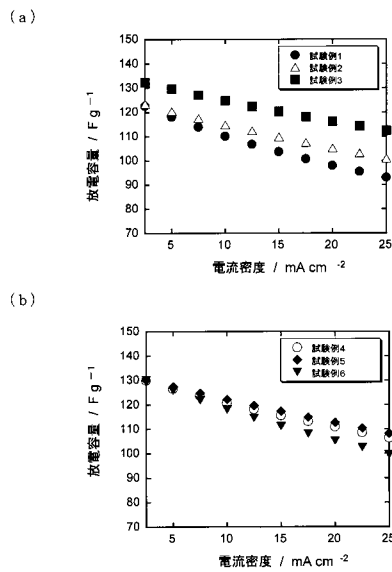 (a)
150
140
130
120
110
100
90
80
70
放電容量 / F g⁻¹
● 試験例1
△ 試験例2
■ 試験例3
5
10
15
20
25
電流密度 / mA cm⁻²
(b)
150
140
130
120
110
100
90
80
70
放電容量 / F g⁻¹
○ 試験例4
◆ 試験例5
▼ 試験例6
5
10
15
20
25
電流密度 / mA cm⁻²